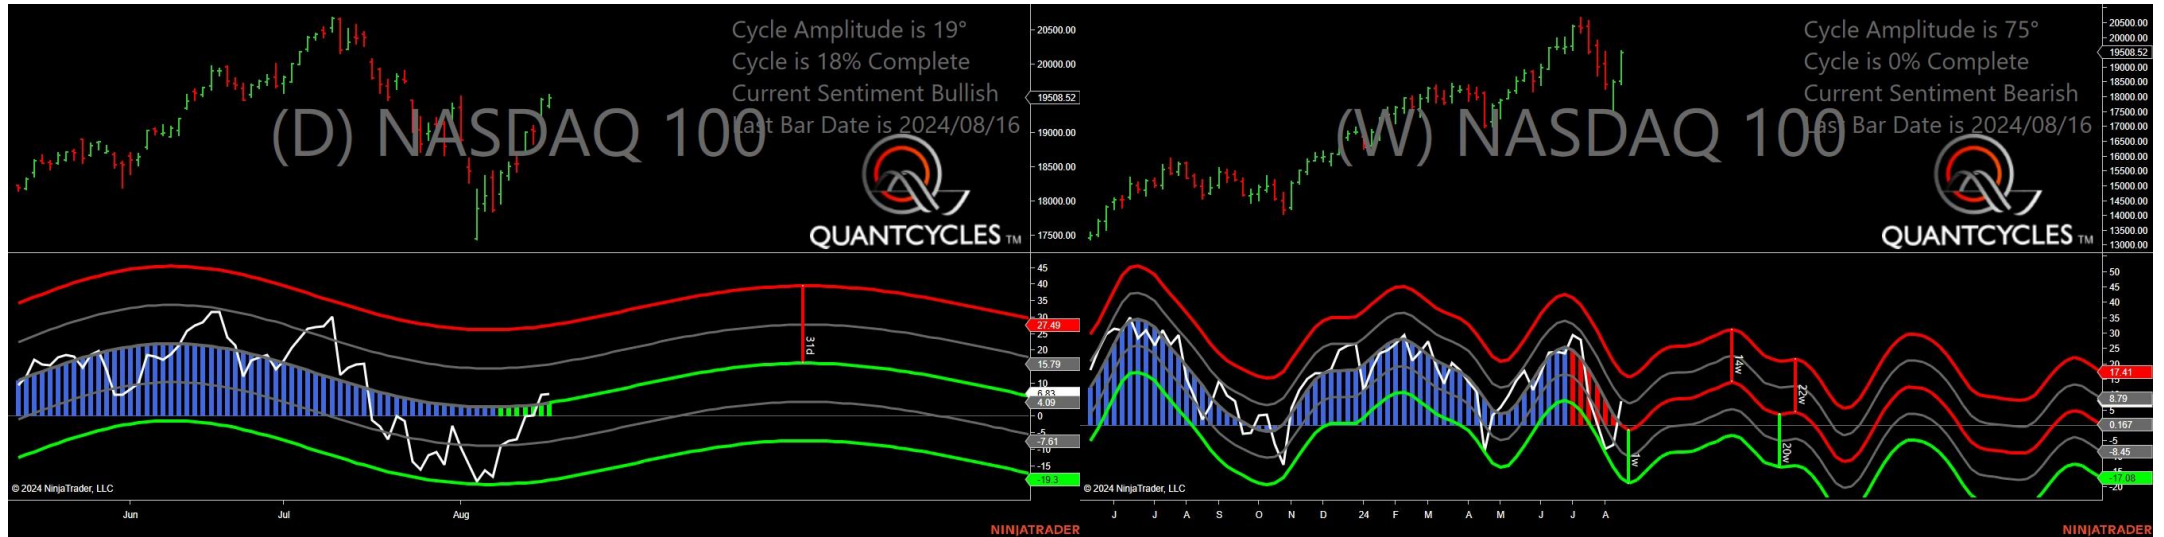 Cycle Amplitude is 19°
Cycle is 18% Complete
Current Sentiment Bullish
Last Bar Date is 2024/08/16
(D) NASDAQ 100
QUANTCYCLES TM
20500.00
20000.00
19508.52
19000.00
18500.00
18000.00
17500.00
45
40
35
30
27.49
25
20
15.79
10
6.83
4.09
0
-5
-7.61
-10
-15
-19.3
31d
© 2024 NinjaTrader, LLC
Jun
Jul
Aug
NINJATRADER
Cycle Amplitude is 75°
Cycle is 0% Complete
Current Sentiment Bearish
Last Bar Date is 2024/08/16
(W) NASDAQ 100
QUANTCYCLES TM
20500.00
20000.00
19508.52
19000.00
18500.00
18000.00
17500.00
17000.00
16500.00
16000.00
15500.00
15000.00
14500.00
14000.00
13500.00
13000.00
50
45
40
35
30
25
17.41
15
8.79
5
0.167
-5
-8.45
-17.08
-20
14w
22w
20w
1w
© 2024 NinjaTrader, LLC
J J A S O N D 24 F M A M J J A
NINJATRADER